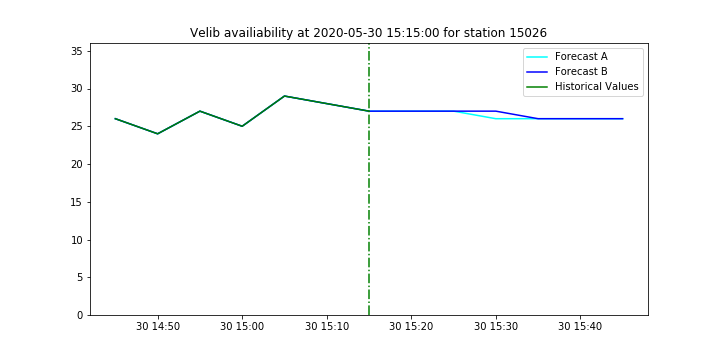 Velib availiability at 2020-05-30 15:15:00 for station 15026
35
30
25
20
15
10
5
0
Forecast A
Forecast B
Historical Values
30 14:50 30 15:00 30 15:10 30 15:20 30 15:30 30 15:40